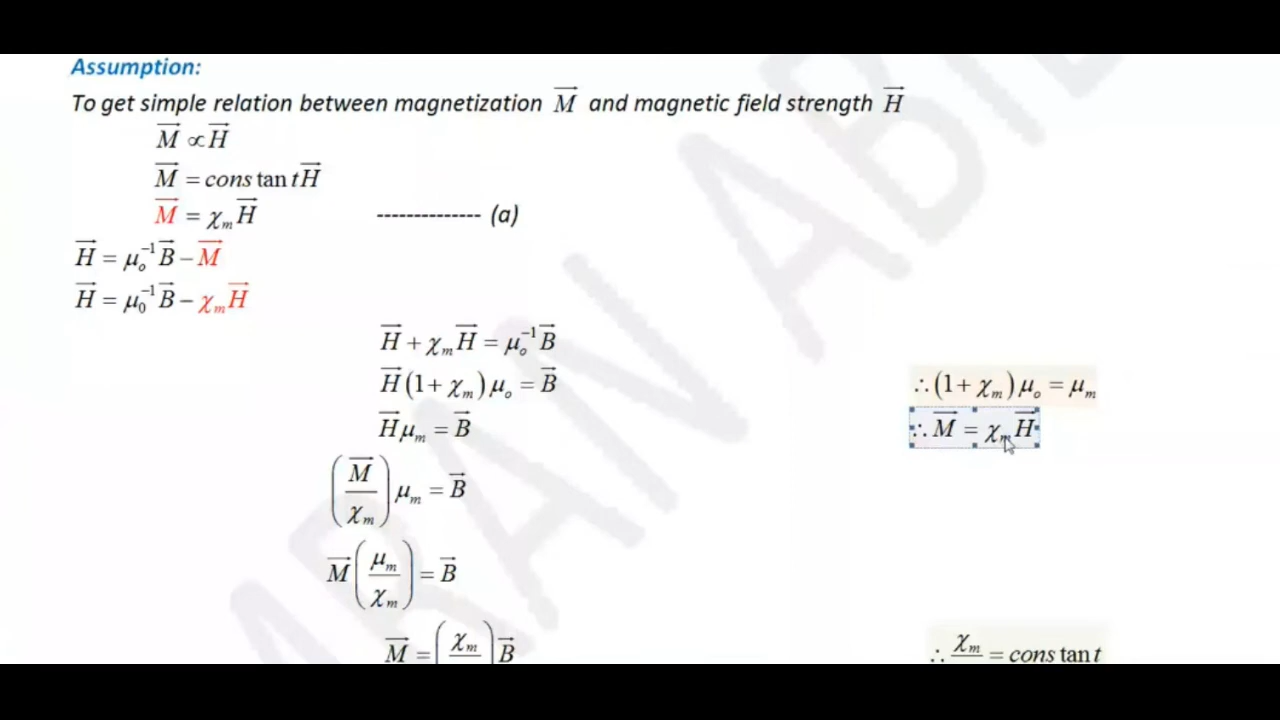 Assumption:
To get simple relation between magnetization M⃗ and magnetic field strength H⃗
M⃗ ∝ H⃗
M⃗ = constant H⃗
M⃗ = χₘ H⃗ -------------- (a)
H⃗ = μₒ⁻¹ B⃗ − M⃗
H⃗ = μ₀⁻¹ B⃗ − χₘ H⃗
H⃗ + χₘ H⃗ = μₒ⁻¹ B⃗
H⃗ (1 + χₘ) μₒ = B⃗ ∴ (1 + χₘ) μₒ = μₘ
H⃗ μₘ = B⃗ ∴ M⃗ = χₘ H⃗
(M⃗ / χₘ) μₘ = B⃗
M⃗ (μₘ / χₘ) = B⃗
M⃗ = (χₘ / ) B⃗ ∴ χₘ / = constant